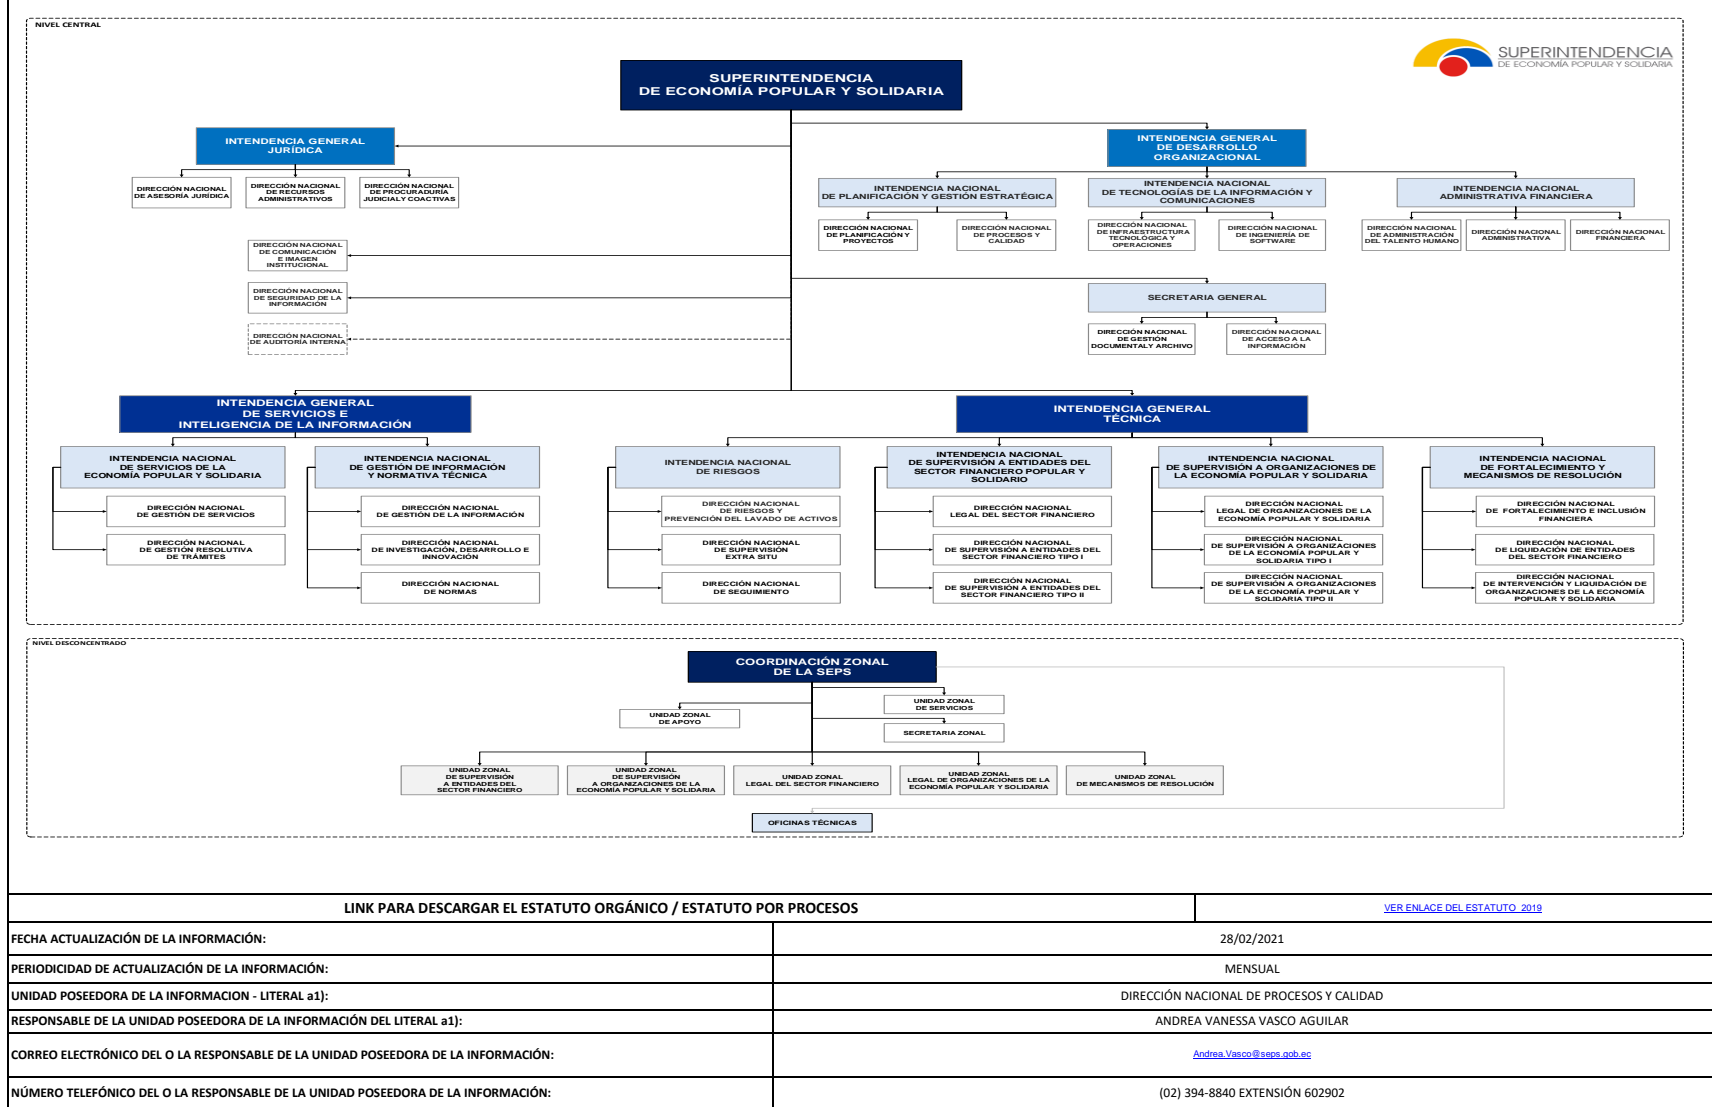 NIVEL CENTRAL
SUPERINTENDENCIA
DE ECONOMÍA POPULAR Y SOLIDARIA
SUPERINTENDENCIA
DE ECONOMÍA POPULAR Y SOLIDARIA
INTENDENCIA GENERAL
JURÍDICA
INTENDENCIA GENERAL
DE DESARROLLO
ORGANIZACIONAL
DIRECCIÓN NACIONAL
DE ASESORÍA JURÍDICA
DIRECCIÓN NACIONAL
DE RECURSOS
ADMINISTRATIVOS
DIRECCIÓN NACIONAL
DE PROCURADURÍA
JUDICIAL Y COACTIVAS
INTENDENCIA NACIONAL
DE PLANIFICACIÓN Y GESTIÓN ESTRATÉGICA
INTENDENCIA NACIONAL
DE TECNOLOGÍAS DE LA INFORMACIÓN Y
COMUNICACIONES
INTENDENCIA NACIONAL
ADMINISTRATIVA FINANCIERA
DIRECCIÓN NACIONAL
DE PLANIFICACIÓN Y
PROYECTOS
DIRECCIÓN NACIONAL
DE PROCESOS Y
CALIDAD
DIRECCIÓN NACIONAL
DE INFRAESTRUCTURA
TECNOLÓGICA Y
OPERACIONES
DIRECCIÓN NACIONAL
DE INGENIERÍA DE
SOFTWARE
DIRECCIÓN NACIONAL
DE ADMINISTRACIÓN
DEL TALENTO HUMANO
DIRECCIÓN NACIONAL
ADMINISTRATIVA
DIRECCIÓN NACIONAL
FINANCIERA
DIRECCIÓN NACIONAL
DE COMUNICACIÓN
E IMAGEN
INSTITUCIONAL
DIRECCIÓN NACIONAL
DE SEGURIDAD DE LA
INFORMACIÓN
DIRECCIÓN NACIONAL
DE AUDITORÍA INTERNA
SECRETARIA GENERAL
DIRECCIÓN NACIONAL
DE GESTIÓN
DOCUMENTAL Y ARCHIVO
DIRECCIÓN NACIONAL
DE ACCESO A LA
INFORMACIÓN
INTENDENCIA GENERAL
DE SERVICIOS E
INTELIGENCIA DE LA INFORMACIÓN
INTENDENCIA GENERAL
TÉCNICA
INTENDENCIA NACIONAL
DE SERVICIOS DE LA
ECONOMÍA POPULAR Y SOLIDARIA
DIRECCIÓN NACIONAL
DE GESTIÓN DE SERVICIOS
DIRECCIÓN NACIONAL
DE GESTIÓN RESOLUTIVA
DE TRÁMITES
INTENDENCIA NACIONAL
DE GESTIÓN DE INFORMACIÓN
Y NORMATIVA TÉCNICA
DIRECCIÓN NACIONAL
DE GESTIÓN DE LA INFORMACIÓN
DIRECCIÓN NACIONAL
DE INVESTIGACIÓN, DESARROLLO E
INNOVACIÓN
DIRECCIÓN NACIONAL
DE NORMAS
INTENDENCIA NACIONAL
DE RIESGOS
DIRECCIÓN NACIONAL
DE RIESGOS Y
PREVENCIÓN DEL LAVADO DE ACTIVOS
DIRECCIÓN NACIONAL
DE SUPERVISIÓN
EXTRA SITU
DIRECCIÓN NACIONAL
DE SEGUIMIENTO
INTENDENCIA NACIONAL
DE SUPERVISIÓN A ENTIDADES DEL
SECTOR FINANCIERO POPULAR Y
SOLIDARIO
DIRECCIÓN NACIONAL
LEGAL DEL SECTOR FINANCIERO
DIRECCIÓN NACIONAL
DE SUPERVISIÓN A ENTIDADES DEL
SECTOR FINANCIERO TIPO I
DIRECCIÓN NACIONAL
DE SUPERVISIÓN A ENTIDADES DEL
SECTOR FINANCIERO TIPO II
INTENDENCIA NACIONAL
DE SUPERVISIÓN A ORGANIZACIONES DE
LA ECONOMÍA POPULAR Y SOLIDARIA
DIRECCIÓN NACIONAL
LEGAL DE ORGANIZACIONES DE LA
ECONOMÍA POPULAR Y SOLIDARIA
DIRECCIÓN NACIONAL
DE SUPERVISIÓN A ORGANIZACIONES
DE LA ECONOMÍA POPULAR Y
SOLIDARIA TIPO I
DIRECCIÓN NACIONAL
DE SUPERVISIÓN A ORGANIZACIONES
DE LA ECONOMÍA POPULAR Y
SOLIDARIA TIPO II
INTENDENCIA NACIONAL
DE FORTALECIMIENTO Y
MECANISMOS DE RESOLUCIÓN
DIRECCIÓN NACIONAL
DE FORTALECIMIENTO E INCLUSIÓN
FINANCIERA
DIRECCIÓN NACIONAL
DE LIQUIDACIÓN DE ENTIDADES
DEL SECTOR FINANCIERO
DIRECCIÓN NACIONAL
DE INTERVENCIÓN Y LIQUIDACIÓN DE
ORGANIZACIONES DE LA ECONOMÍA
POPULAR Y SOLIDARIA
NIVEL DESCONCENTRADO
COORDINACIÓN ZONAL
DE LA SEPS
UNIDAD ZONAL
DE APOYO
UNIDAD ZONAL
DE SERVICIOS
SECRETARIA ZONAL
UNIDAD ZONAL
DE SUPERVISIÓN
A ENTIDADES DEL
SECTOR FINANCIERO
UNIDAD ZONAL
DE SUPERVISIÓN
A ORGANIZACIONES DE LA
ECONOMÍA POPULAR Y SOLIDARIA
UNIDAD ZONAL
LEGAL DEL SECTOR FINANCIERO
UNIDAD ZONAL
LEGAL DE ORGANIZACIONES DE LA
ECONOMÍA POPULAR Y SOLIDARIA
UNIDAD ZONAL
DE MECANISMOS DE RESOLUCIÓN
OFICINAS TÉCNICAS
LINK PARA DESCARGAR EL ESTATUTO ORGÁNICO / ESTATUTO POR PROCESOS
VER ENLACE DEL ESTATUTO 2019
FECHA ACTUALIZACIÓN DE LA INFORMACIÓN:
28/02/2021
PERIODICIDAD DE ACTUALIZACIÓN DE LA INFORMACIÓN:
MENSUAL
UNIDAD POSEEDORA DE LA INFORMACION - LITERAL a1):
DIRECCIÓN NACIONAL DE PROCESOS Y CALIDAD
RESPONSABLE DE LA UNIDAD POSEEDORA DE LA INFORMACIÓN DEL LITERAL a1):
ANDREA VANESSA VASCO AGUILAR
CORREO ELECTRÓNICO DEL O LA RESPONSABLE DE LA UNIDAD POSEEDORA DE LA INFORMACIÓN:
Andrea.Vasco@seps.gob.ec
NÚMERO TELEFÓNICO DEL O LA RESPONSABLE DE LA UNIDAD POSEEDORA DE LA INFORMACIÓN:
(02) 394-8840 EXTENSIÓN 602902